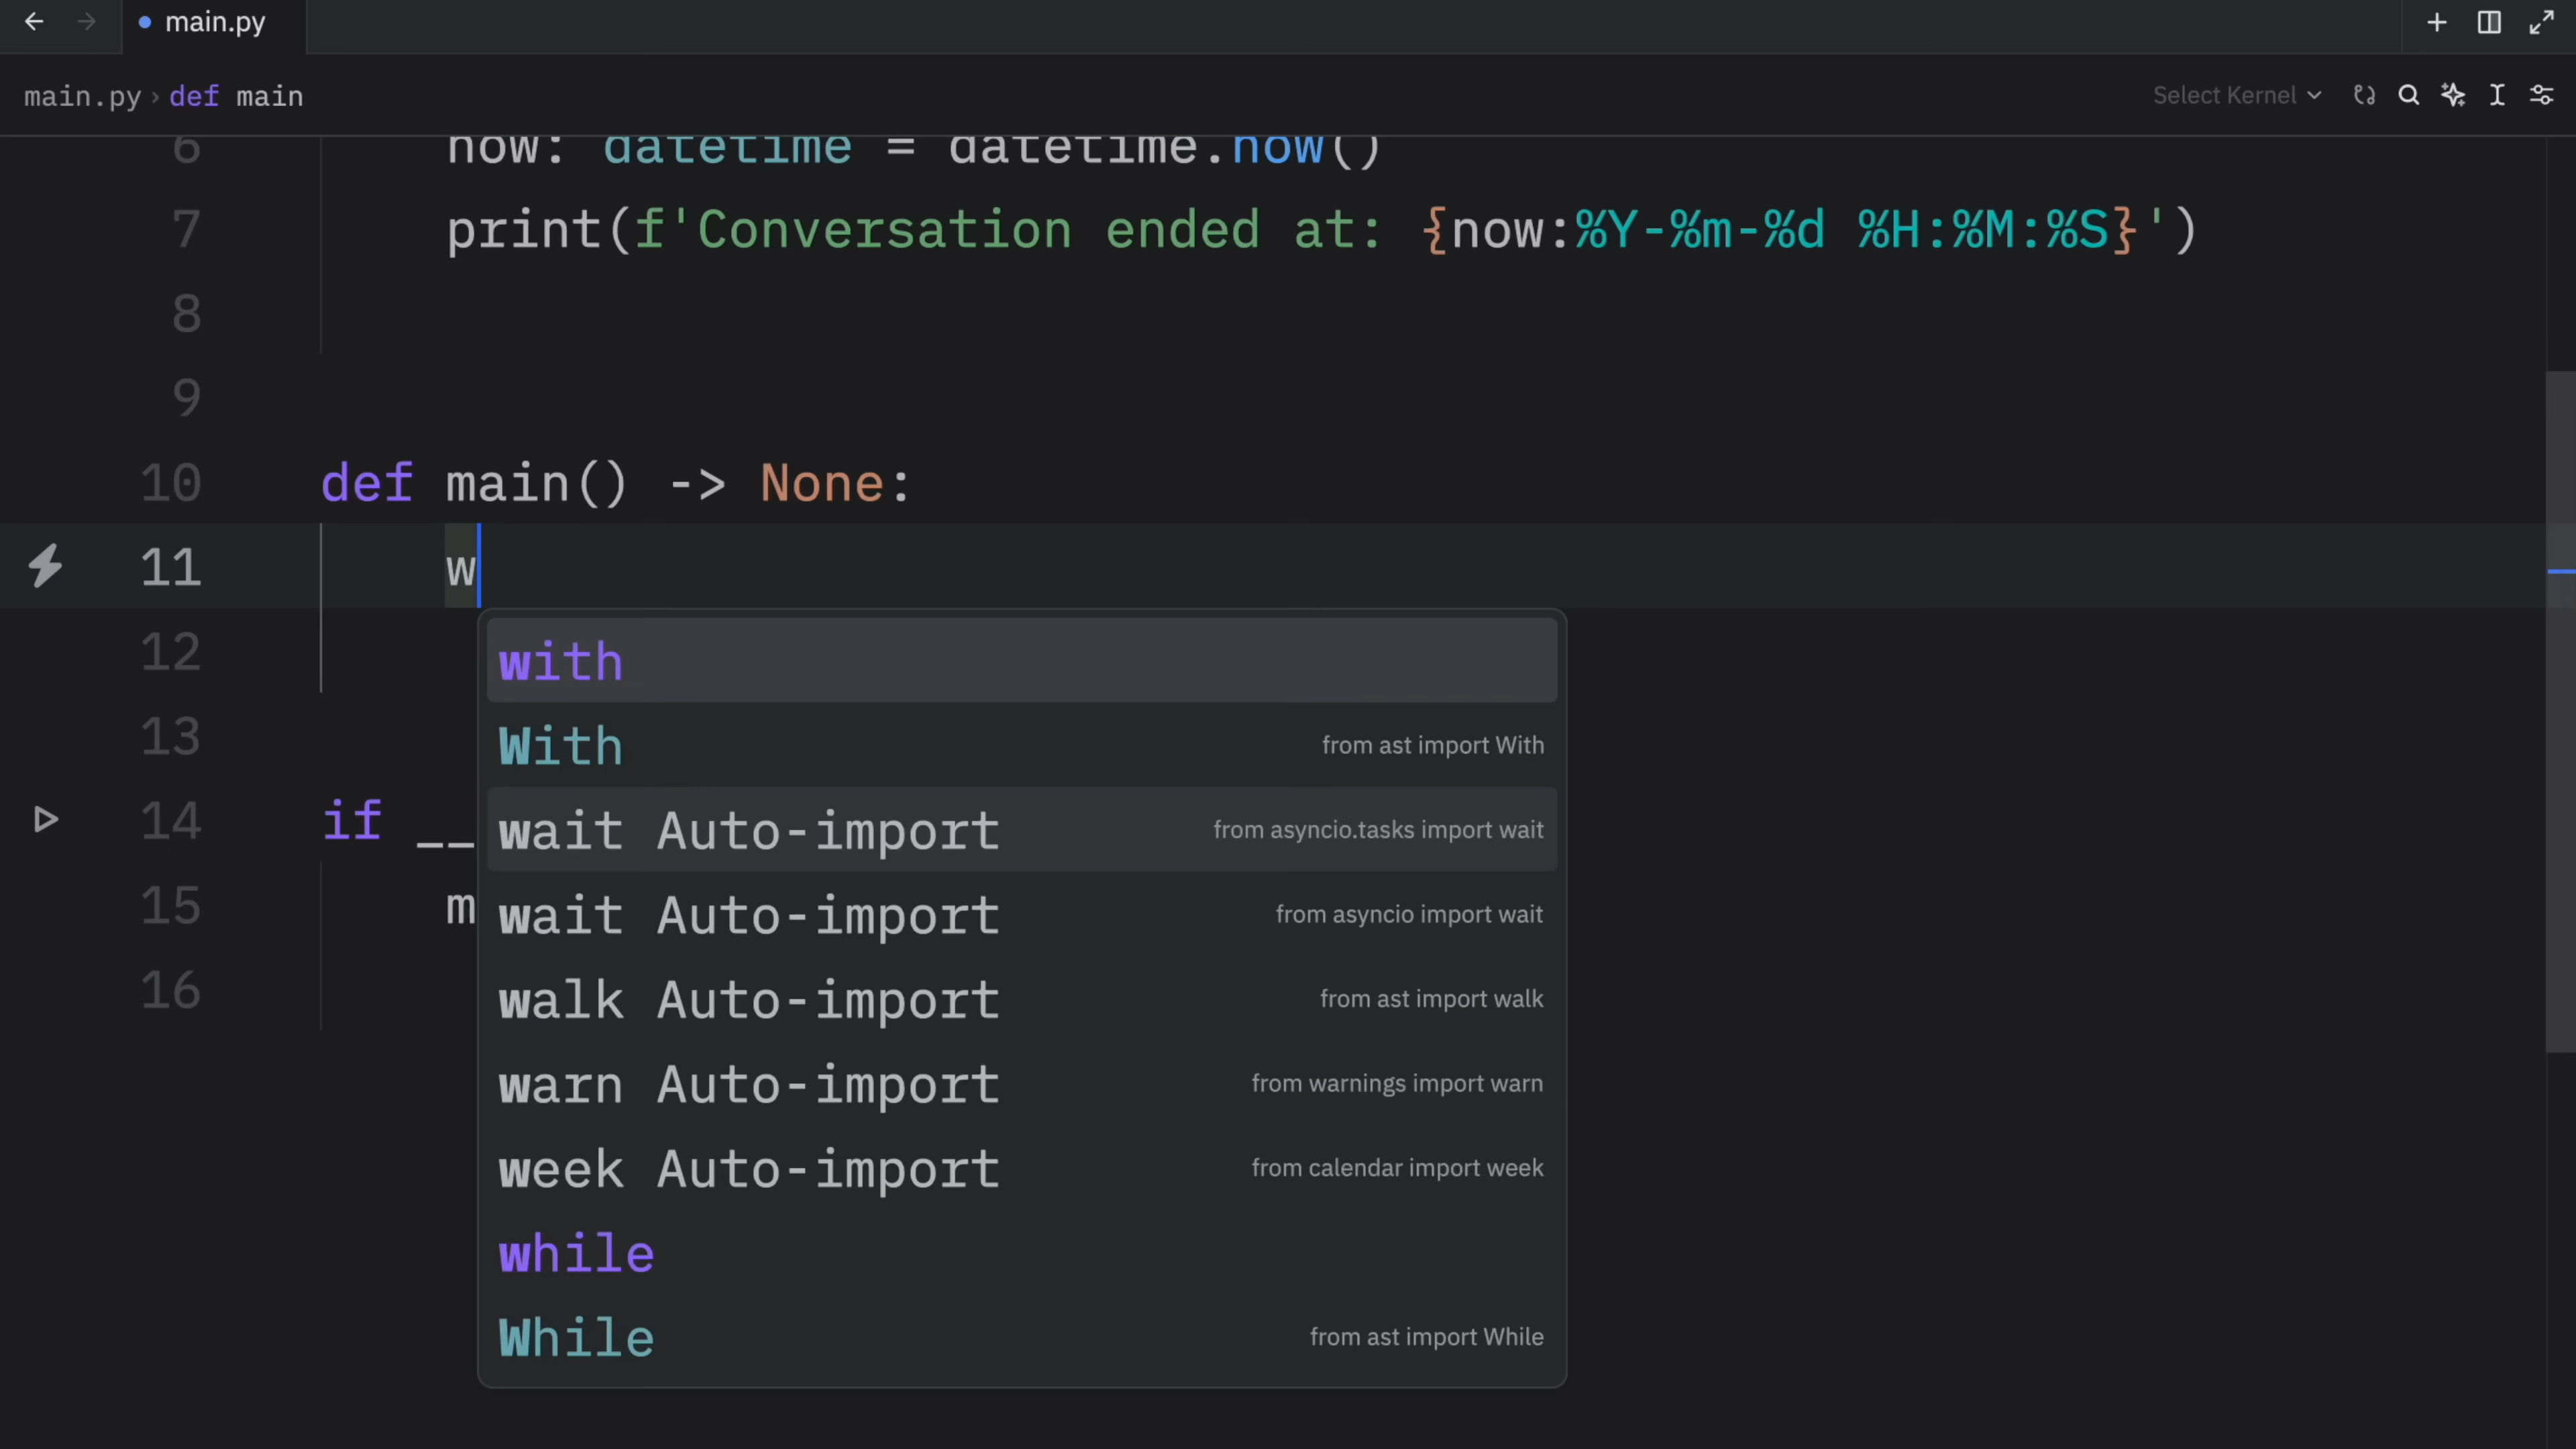 main.py
main.py › def main
Select Kernel
6 now: datetime = datetime.now()
7 print(f'Conversation ended at: {now:%Y-%m-%d %H:%M:%S}')
8
9
10 def main() -> None:
11 w
12
13
14 if __
15 m
16
with
With from ast import With
wait Auto-import from asyncio.tasks import wait
wait Auto-import from asyncio import wait
walk Auto-import from ast import walk
warn Auto-import from warnings import warn
week Auto-import from calendar import week
while
While from ast import While